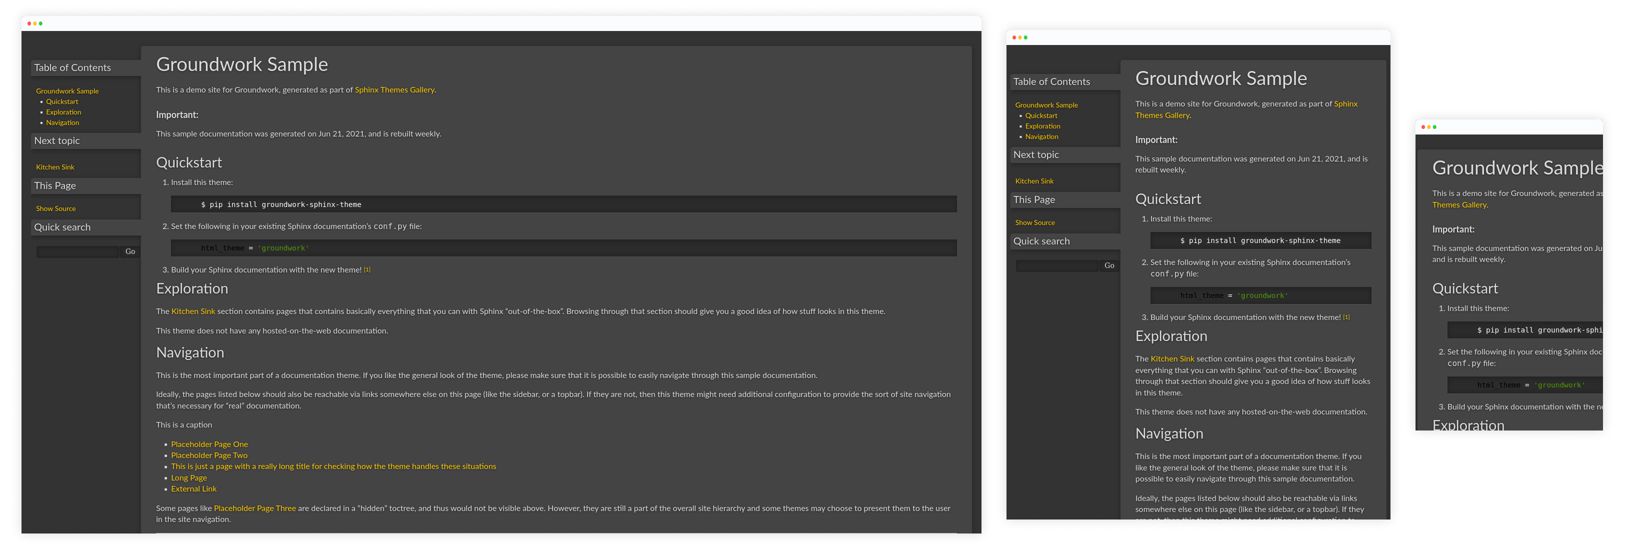 Table of Contents
Groundwork Sample
Quickstart
Exploration
Navigation
Next topic
Kitchen Sink
This Page
Show Source
Quick search
Go
Groundwork Sample
This is a demo site for Groundwork, generated as part of Sphinx Themes Gallery.
Important:
This sample documentation was generated on Jun 21, 2021, and is rebuilt weekly.
Quickstart
1. Install this theme:
$ pip install groundwork-sphinx-theme
2. Set the following in your existing Sphinx documentation's conf.py file:
html_theme = 'groundwork'
3. Build your Sphinx documentation with the new theme! [1]
Exploration
The Kitchen Sink section contains pages that contains basically everything that you can with Sphinx “out-of-the-box”. Browsing through that section should give you a good idea of how stuff looks in this theme.
This theme does not have any hosted-on-the-web documentation.
Navigation
This is the most important part of a documentation theme. If you like the general look of the theme, please make sure that it is possible to easily navigate through this sample documentation.
Ideally, the pages listed below should also be reachable via links somewhere else on this page (like the sidebar, or a topbar). If they are not, then this theme might need additional configuration to provide the sort of site navigation
that's necessary for “real” documentation.
This is a caption
Placeholder Page One
Placeholder Page Two
This is just a page with a really long title for checking how the theme handles these situations
Long Page
External Link
Some pages like Placeholder Page Three are declared in a “hidden” toctree, and thus would not be visible above. However, they are still a part of the overall site hierarchy and some themes may choose to present them to the user
in the site navigation.
Table of Contents
Groundwork Sample
Quickstart
Exploration
Navigation
Next topic
Kitchen Sink
This Page
Show Source
Quick search
Go
Groundwork Sample
This is a demo site for Groundwork, generated as part of Sphinx
Themes Gallery.
Important:
This sample documentation was generated on Jun 21, 2021, and is
rebuilt weekly.
Quickstart
1. Install this theme:
$ pip install groundwork-sphinx-theme
2. Set the following in your existing Sphinx documentation's
conf.py file:
html_theme = 'groundwork'
3. Build your Sphinx documentation with the new theme! [1]
Exploration
The Kitchen Sink section contains pages that contains basically
everything that you can with Sphinx “out-of-the-box”. Browsing
through that section should give you a good idea of how stuff looks
in this theme.
This theme does not have any hosted-on-the-web documentation.
Navigation
This is the most important part of a documentation theme. If you
like the general look of the theme, please make sure that it is
possible to easily navigate through this sample documentation.
Ideally, the pages listed below should also be reachable via links
somewhere else on this page (like the sidebar, or a topbar). If they
are not, then this theme might need additional configuration to
Groundwork Sample
This is a demo site for Groundwork, generated as
Themes Gallery.
Important:
This sample documentation was generated on Ju
and is rebuilt weekly.
Quickstart
1. Install this theme:
$ pip install groundwork-sphi
2. Set the following in your existing Sphinx doc
conf.py file:
html_theme = 'groundwork'
3. Build your Sphinx documentation with the ne
Exploration